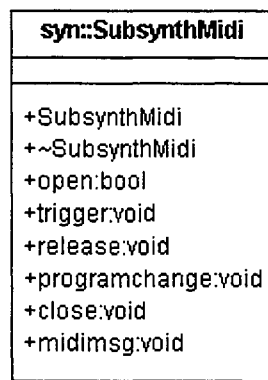 syn::SubsynthMidi
+SubsynthMidi
+~SubsynthMidi
+open:bool
+trigger:void
+release:void
+programchange:void
+close:void
+midimsg:void